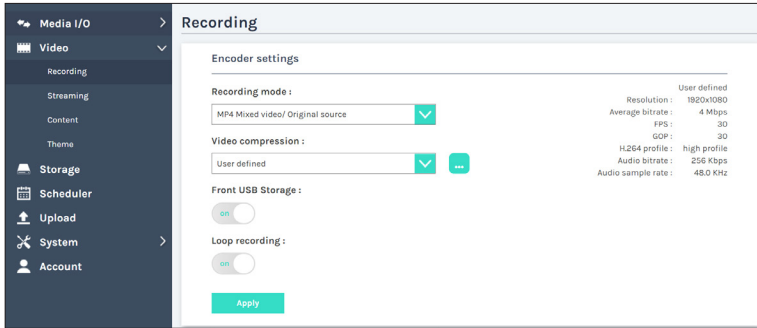 Media I/O
Video
Recording
Streaming
Content
Theme
Storage
Scheduler
Upload
System
Account
Recording
Encoder settings
Recording mode :
MP4 Mixed video/ Original source
Video compression :
User defined
...
Front USB Storage :
on
Loop recording :
on
Apply
User defined
Resolution : 1920x1080
Average bitrate : 4 Mbps
FPS : 30
GOP : 30
H.264 profile : high profile
Audio bitrate : 256 Kbps
Audio sample rate : 48.0 KHz